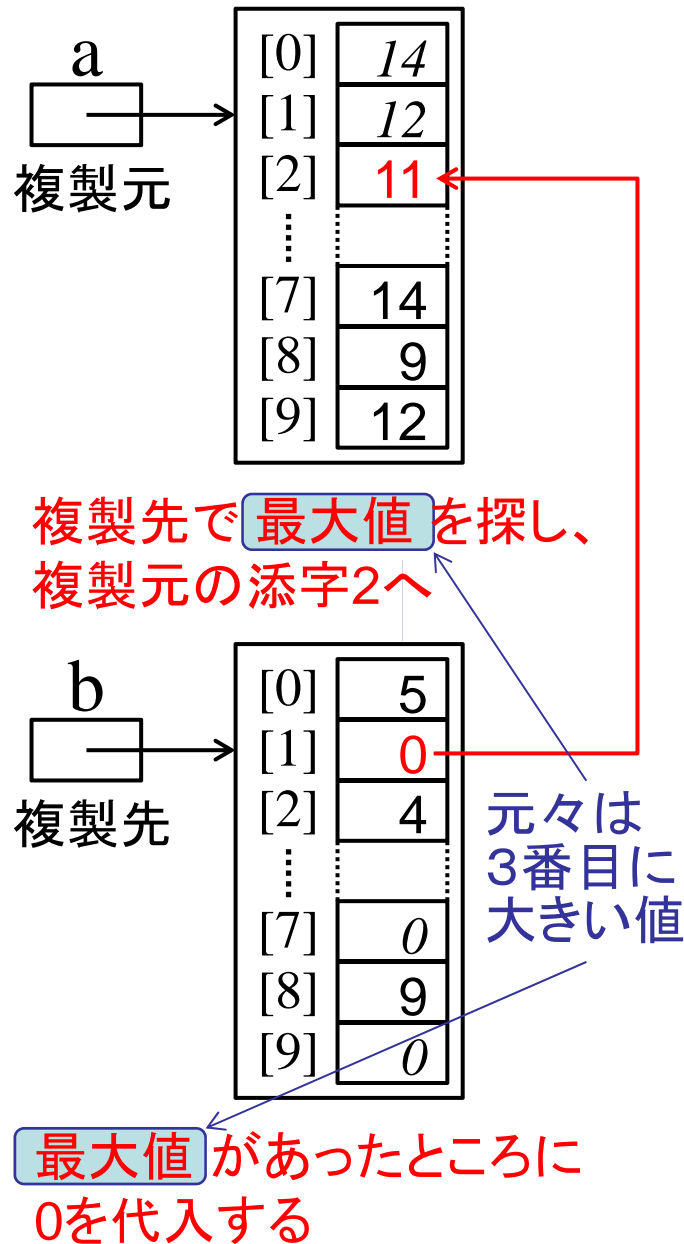 a
複製元
[0] 14
[1] 12
[2] 11
[7] 14
[8] 9
[9] 12
複製先で最大値を探し、
複製元の添字2へ
b
複製先
[0] 5
[1] 0
[2] 4
[7] 0
[8] 9
[9] 0
元々は
3番目に
大きい値
最大値があったところに
0を代入する